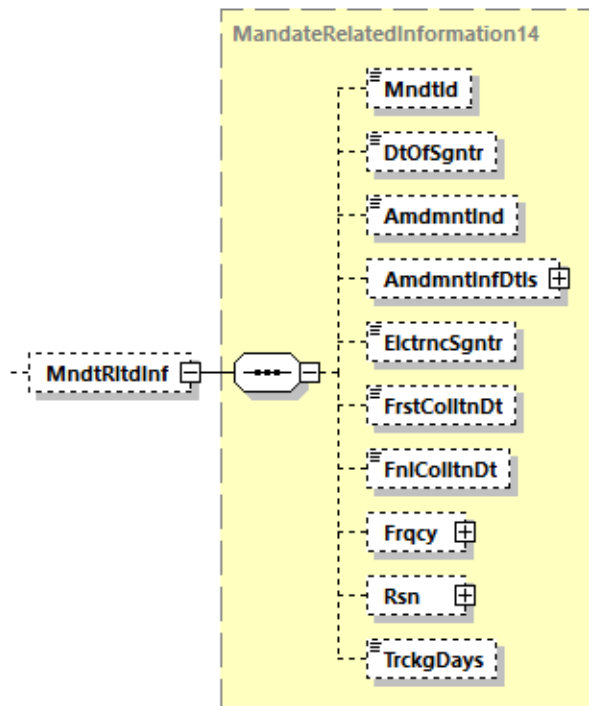 MandateRelatedInformation14
MndtId
DtOfSgntr
AmdmntInd
AmdmntInfDtls
ElctrncSgntr
MndtRltdInf
FrstColltnDt
FnlColltnDt
Frqcy
Rsn
TrckgDays